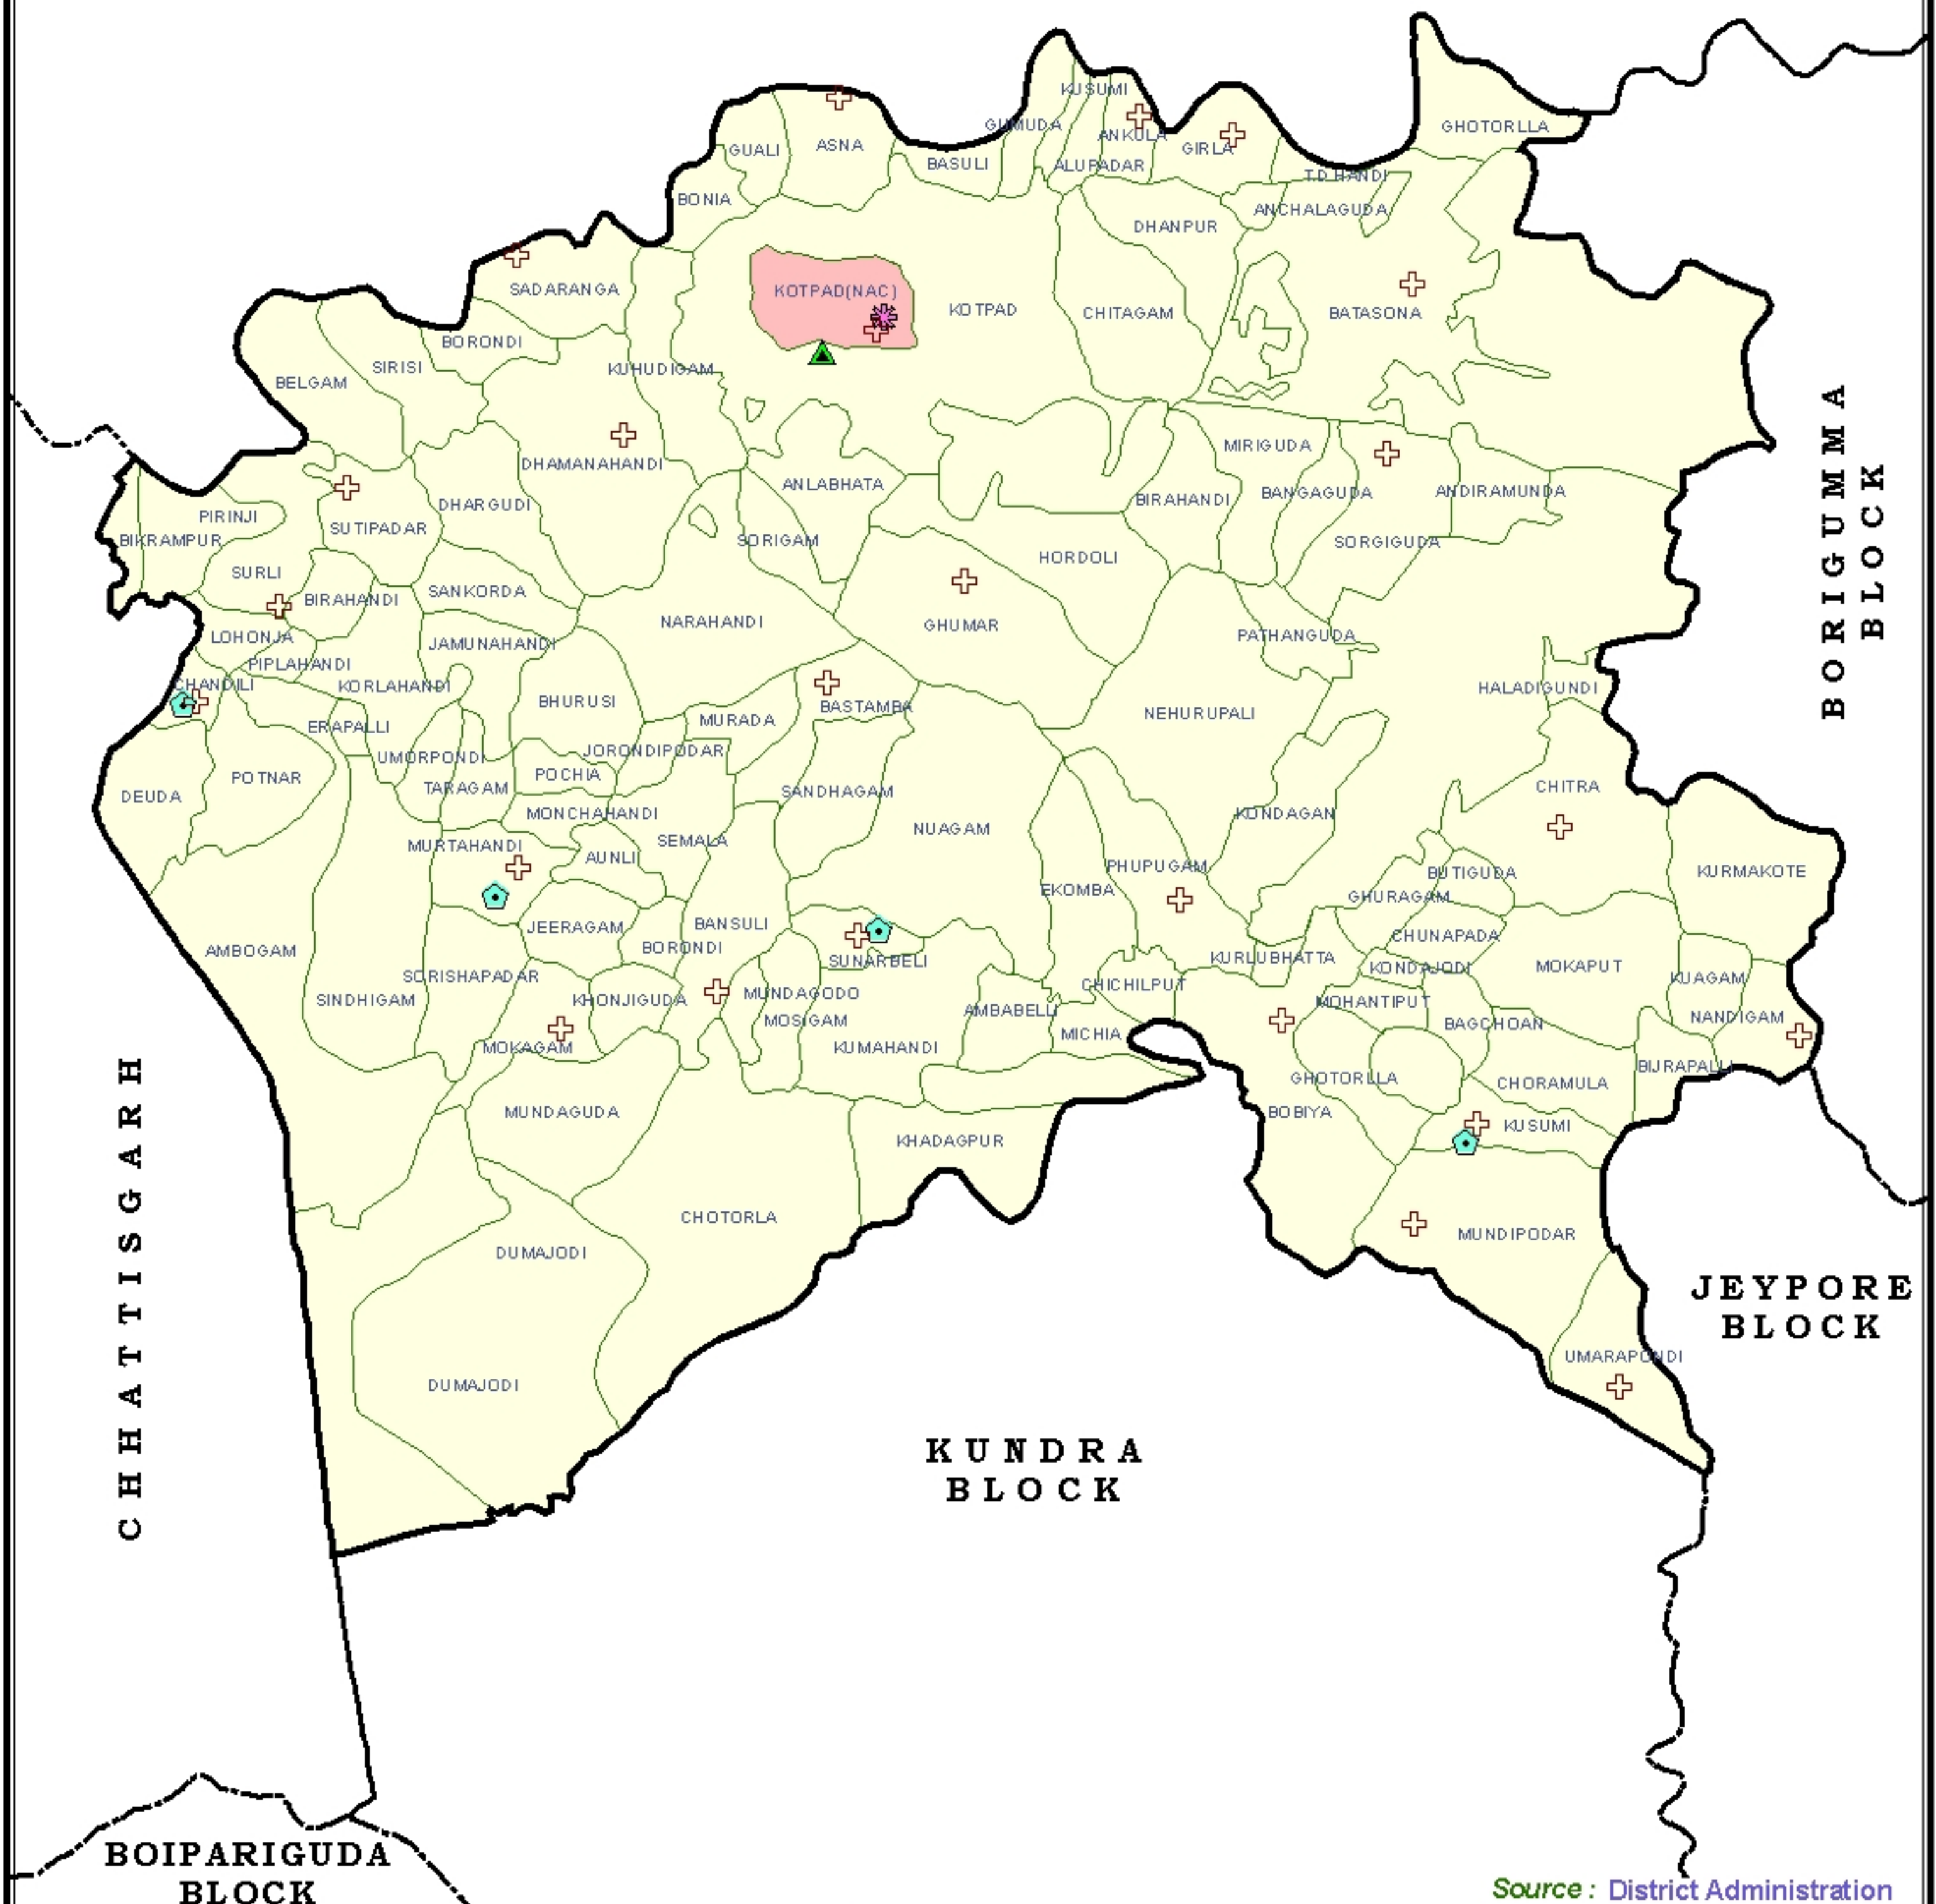 KUSUMI
GHOTORLLA
GUMUDA
ANKULA
GUALI
ASNA
GIRLA
BASULI
ALUPADAR
T.D.HANDI
BONIA
ANCHALAGUDA
DHANPUR
SADARANGA
KOTPAD(NAC)
KOTPAD
CHITAGAM
BATASONA
BORONDI
SIRISI
KUHUDIGAM
BELGAM
MIRIGUDA
DHAMANAHANDI
ANLABHATA
BIRAHANDI
BANGAGUDA
ANDIRAMUNDA
DHARGUDI
PIRINJI
SUTIPADAR
BIKRAMPUR
SORIGAM
SORGIGUDA
HORDOLI
SURLI
SANKORDA
BIRAHANDI
NARAHANDI
GHUMAR
LOHONJA
JAMUNAHANDI
PATHANGUDA
PIPLAHANDI
CHANDILI
KORLAHANDI
HALADIGUNDI
BHURUSI
BASTAMBA
NEHURUPALI
MURADA
ERAPALLI
JORONDIPODAR
UMORPONDI
POCHIA
POTNAR
TARAGAM
SANDHAGAM
CHITRA
DEUDA
MONCHAHANDI
KONDAGAN
NUAGAM
SEMALA
MURTAHANDI
AUNLI
PHUPUGAM
BUTIGUDA
KURMAKOTE
EKOMBA
GHURAGAM
BANSULI
JEERAGAM
CHUNAPADA
BORONDI
AMBOGAM
SUNARBELI
KURLUBHATTA
KONDAJODI
MOKAPUT
SORISHAPADAR
KUAGAM
CHICHILPUT
SINDHIGAM
KHONJIGUDA
MUNDAGODO
MOHANTIPUT
AMBABELLI
NANDIGAM
MOSIGAM
BAGCHOAN
MICHIA
MOKAGAM
KUMAHANDI
BIJRAPALLI
GHOTORLLA
CHORAMULA
MUNDAGUDA
BOBIYA
KUSUMI
KHADAGPUR
CHOTORLA
MUNDIPODAR
DUMAJODI
UMARAPONDI
DUMAJODI
BORIGUMMA
BLOCK
CHHATTISGARH
JEYPORE
BLOCK
KUNDRA
BLOCK
BOIPARIGUDA
BLOCK
Source : District Administration